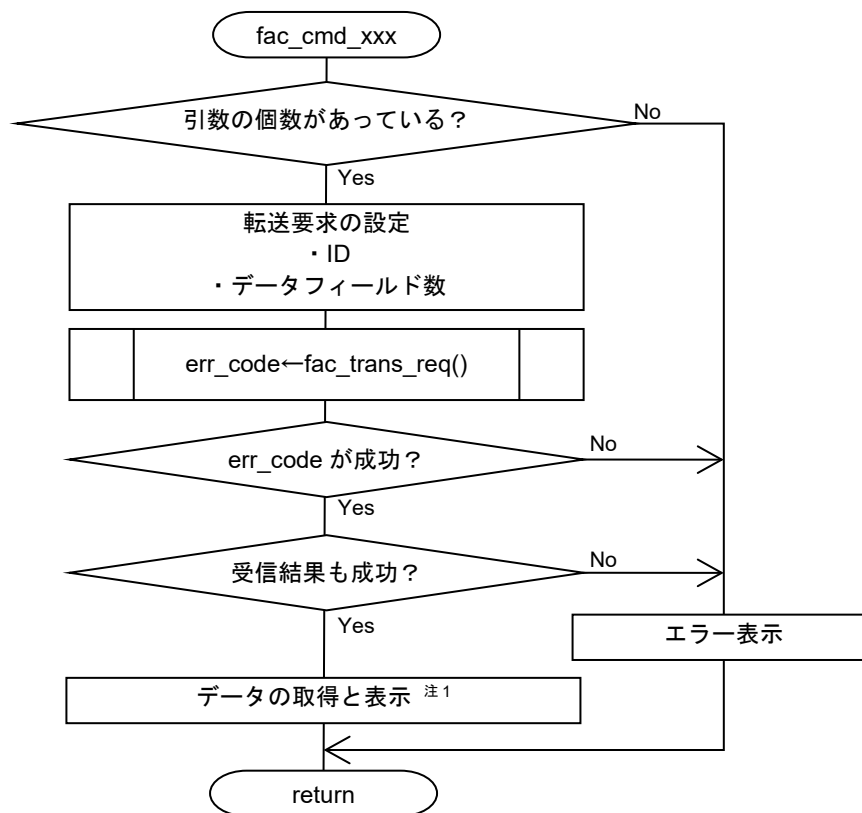 fac_cmd_xxx
引数の個数があっている？
No
Yes
転送要求の設定
・ID
・データフィールド数
err_code←fac_trans_req()
err_code が成功？
No
Yes
受信結果も成功？
No
Yes
エラー表示
データの取得と表示 注 1
return